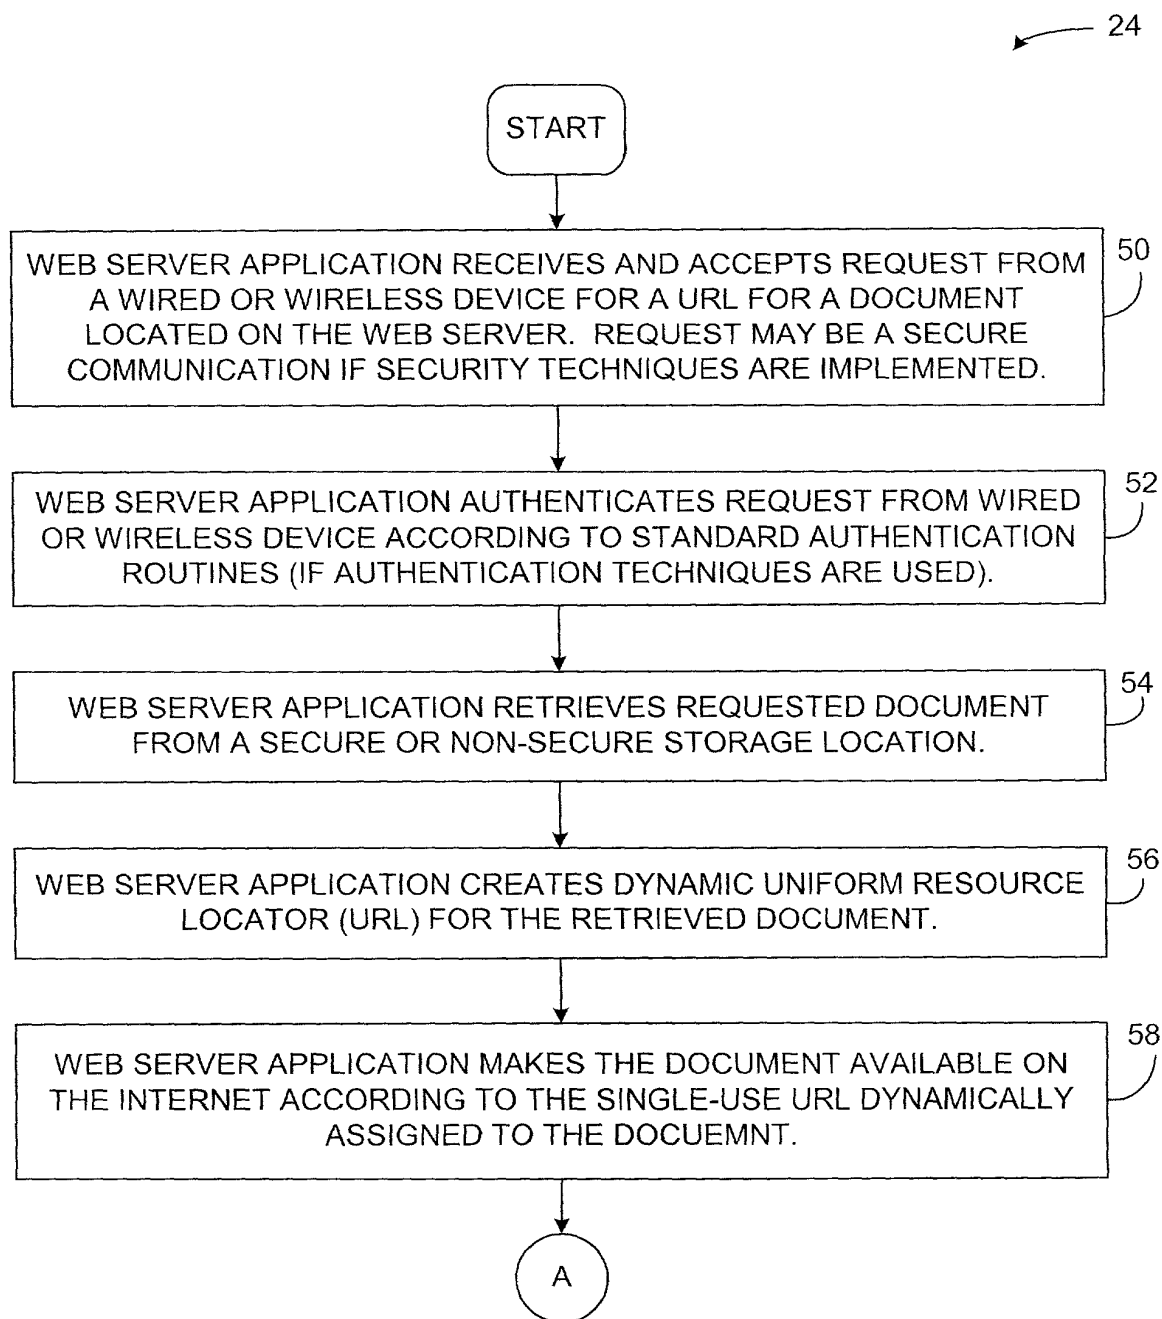 24
START
WEB SERVER APPLICATION RECEIVES AND ACCEPTS REQUEST FROM
A WIRED OR WIRELESS DEVICE FOR A URL FOR A DOCUMENT
LOCATED ON THE WEB SERVER.  REQUEST MAY BE A SECURE
COMMUNICATION IF SECURITY TECHNIQUES ARE IMPLEMENTED.
50
WEB SERVER APPLICATION AUTHENTICATES REQUEST FROM WIRED
OR WIRELESS DEVICE ACCORDING TO STANDARD AUTHENTICATION
ROUTINES (IF AUTHENTICATION TECHNIQUES ARE USED).
52
WEB SERVER APPLICATION RETRIEVES REQUESTED DOCUMENT
FROM A SECURE OR NON-SECURE STORAGE LOCATION.
54
WEB SERVER APPLICATION CREATES DYNAMIC UNIFORM RESOURCE
LOCATOR (URL) FOR THE RETRIEVED DOCUMENT.
56
WEB SERVER APPLICATION MAKES THE DOCUMENT AVAILABLE ON
THE INTERNET ACCORDING TO THE SINGLE-USE URL DYNAMICALLY
ASSIGNED TO THE DOCUEMNT.
58
A